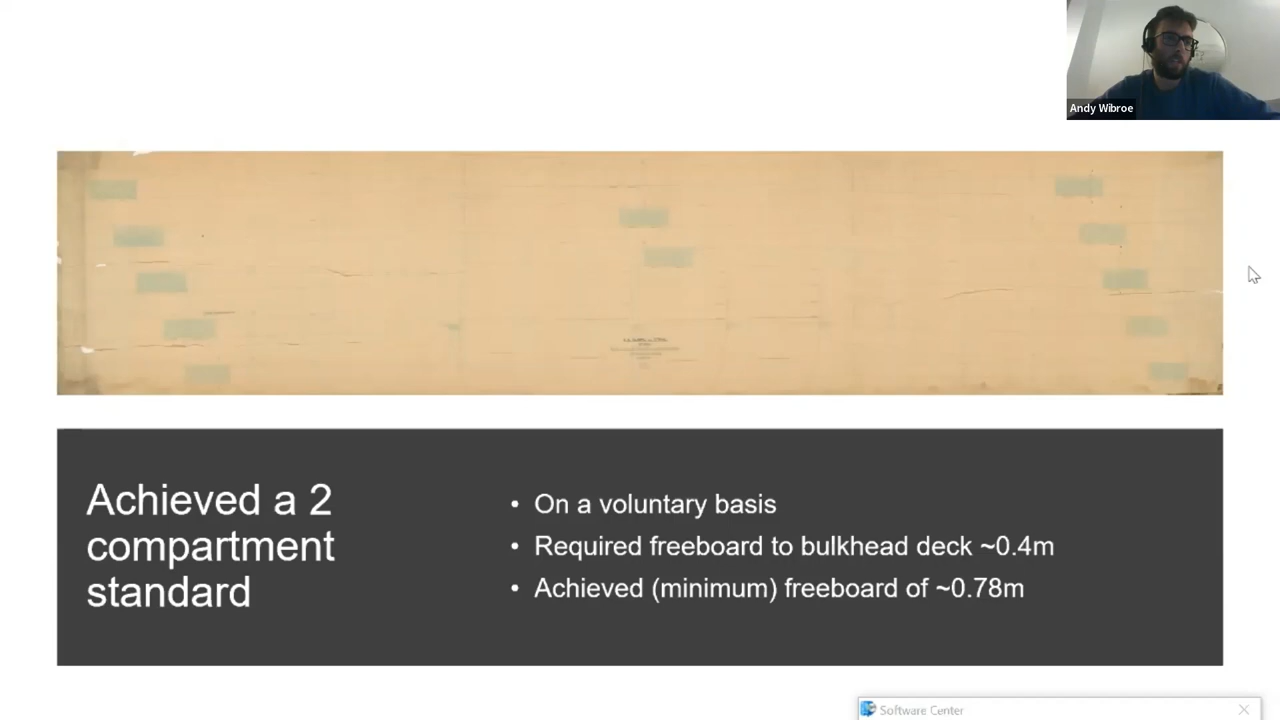 Andy Wibroe
Achieved a 2
compartment
standard
• On a voluntary basis
• Required freeboard to bulkhead deck ~0.4m
• Achieved (minimum) freeboard of ~0.78m
Software Center